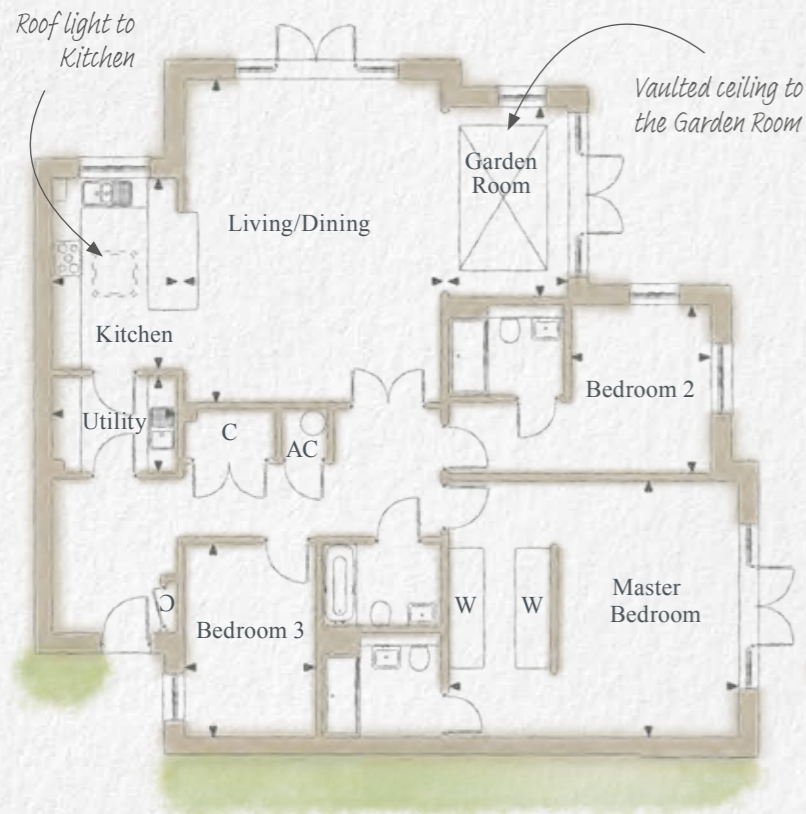 Roof light to
Kitchen
Vaulted ceiling to
the Garden Room
Garden
Room
Living/Dining
Kitchen
Bedroom 2
Utility
C
AC
Master
Bedroom
W
W
C
Bedroom 3